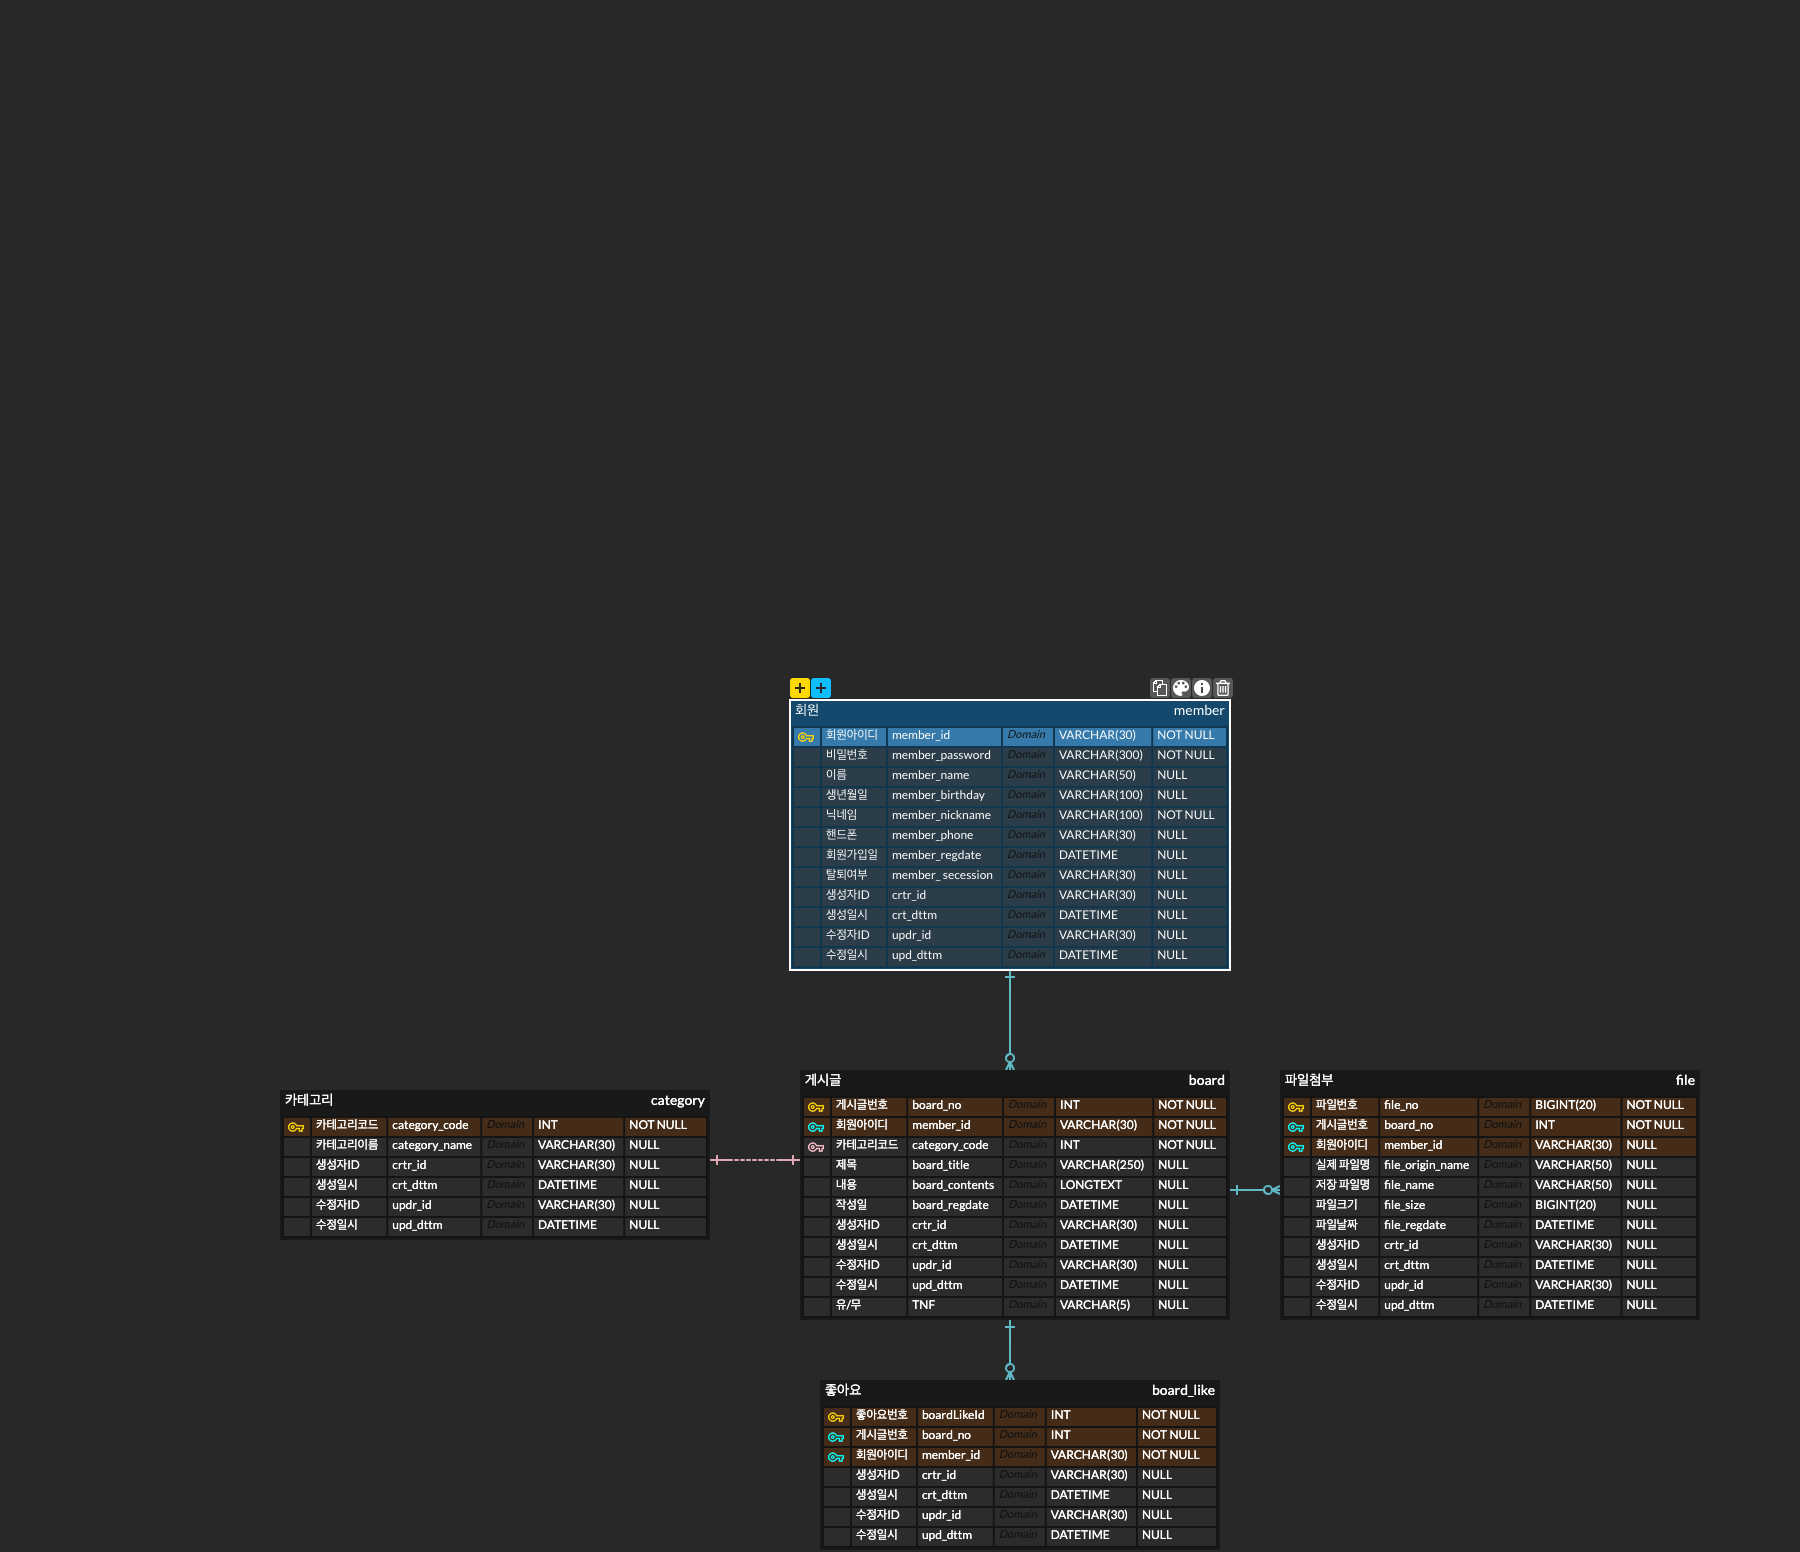 회원 member
회원아이디 member_id Domain VARCHAR(30) NOT NULL
비밀번호 member_password Domain VARCHAR(300) NOT NULL
이름 member_name Domain VARCHAR(50) NULL
생년월일 member_birthday Domain VARCHAR(100) NULL
닉네임 member_nickname Domain VARCHAR(100) NOT NULL
핸드폰 member_phone Domain VARCHAR(30) NULL
회원가입일 member_regdate Domain DATETIME NULL
탈퇴여부 member_ secession Domain VARCHAR(30) NULL
생성자ID crtr_id Domain VARCHAR(30) NULL
생성일시 crt_dttm Domain DATETIME NULL
수정자ID updr_id Domain VARCHAR(30) NULL
수정일시 upd_dttm Domain DATETIME NULL
카테고리 category
카테고리코드 category_code Domain INT NOT NULL
카테고리이름 category_name Domain VARCHAR(30) NULL
생성자ID crtr_id Domain VARCHAR(30) NULL
생성일시 crt_dttm Domain DATETIME NULL
수정자ID updr_id Domain VARCHAR(30) NULL
수정일시 upd_dttm Domain DATETIME NULL
게시글 board
게시글번호 board_no Domain INT NOT NULL
회원아이디 member_id Domain VARCHAR(30) NOT NULL
카테고리코드 category_code Domain INT NOT NULL
제목 board_title Domain VARCHAR(250) NULL
내용 board_contents Domain LONGTEXT NULL
작성일 board_regdate Domain DATETIME NULL
생성자ID crtr_id Domain VARCHAR(30) NULL
생성일시 crt_dttm Domain DATETIME NULL
수정자ID updr_id Domain VARCHAR(30) NULL
수정일시 upd_dttm Domain DATETIME NULL
유/무 TNF Domain VARCHAR(5) NULL
파일첨부 file
파일번호 file_no Domain BIGINT(20) NOT NULL
게시글번호 board_no Domain INT NOT NULL
회원아이디 member_id Domain VARCHAR(30) NULL
실제 파일명 file_origin_name Domain VARCHAR(50) NULL
저장 파일명 file_name Domain VARCHAR(50) NULL
파일크기 file_size Domain BIGINT(20) NULL
파일날짜 file_regdate Domain DATETIME NULL
생성자ID crtr_id Domain VARCHAR(30) NULL
생성일시 crt_dttm Domain DATETIME NULL
수정자ID updr_id Domain VARCHAR(30) NULL
수정일시 upd_dttm Domain DATETIME NULL
좋아요 board_like
좋아요번호 boardLikeId Domain INT NOT NULL
게시글번호 board_no Domain INT NOT NULL
회원아이디 member_id Domain VARCHAR(30) NOT NULL
생성자ID crtr_id Domain VARCHAR(30) NULL
생성일시 crt_dttm Domain DATETIME NULL
수정자ID updr_id Domain VARCHAR(30) NULL
수정일시 upd_dttm Domain DATETIME NULL